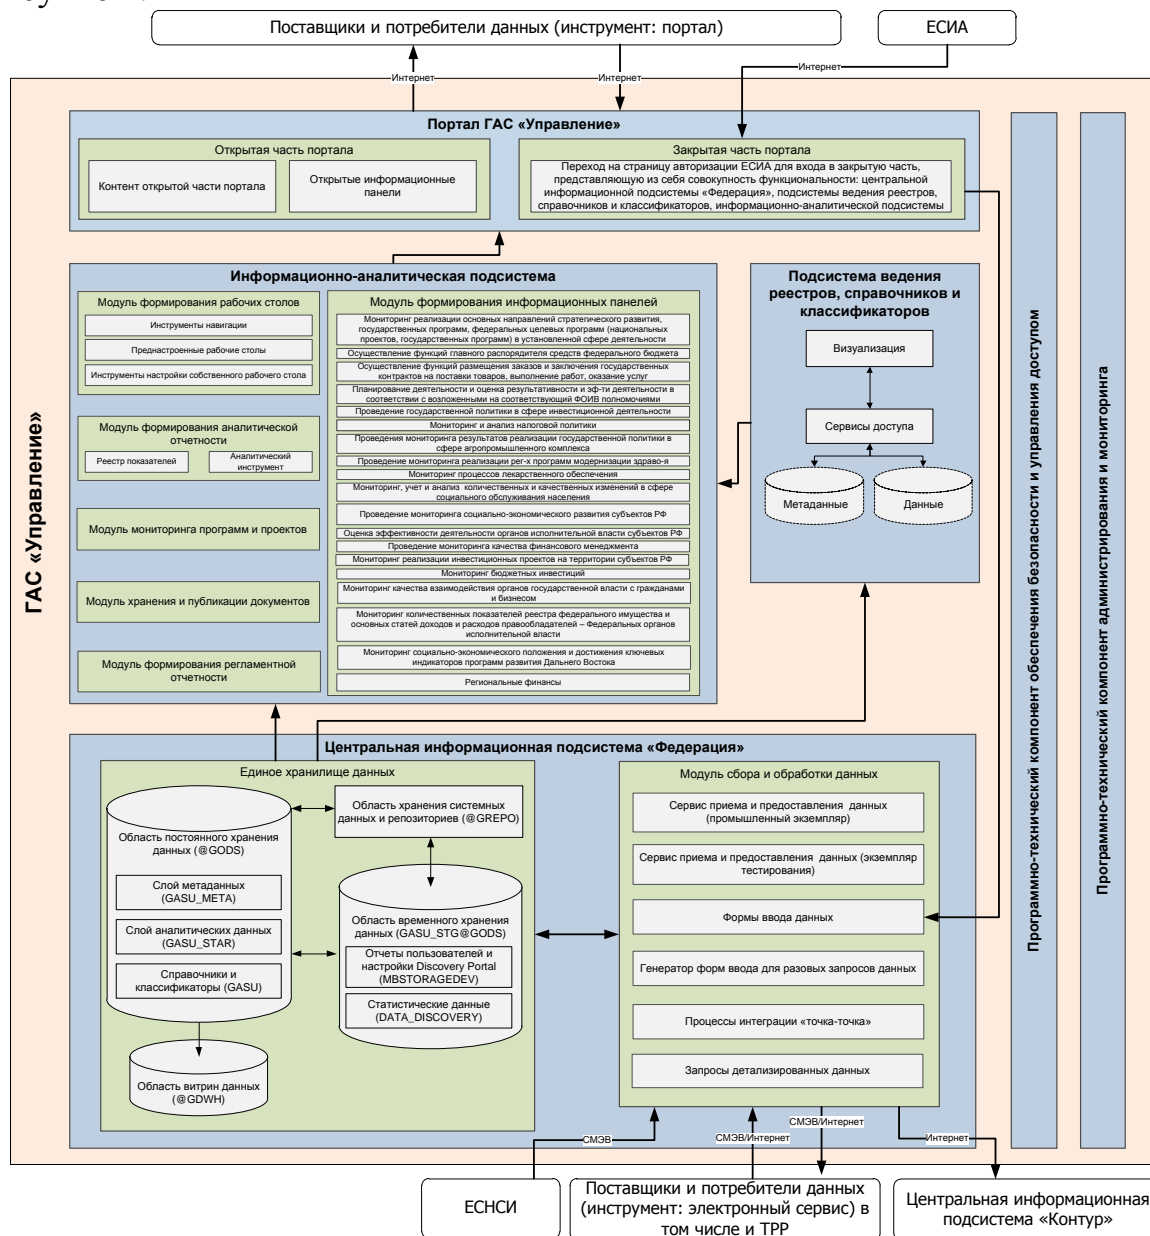 Поставщики и потребители данных (инструмент: портал)
ЕСИА
Интернет
Интернет
Интернет
ГАС «Управление»
Портал ГАС «Управление»
Открытая часть портала
Контент открытой части портала
Открытые информационные
панели
Закрытая часть портала
Переход на страницу авторизации ЕСИА для входа в закрытую часть,
представляющую из себя совокупность функциональности: центральной
информационной подсистемы «Федерация», подсистемы ведения реестров,
справочников и классификаторов, информационно-аналитической подсистемы
Информационно-аналитическая подсистема
Модуль формирования рабочих столов
Инструменты навигации
Преднастроенные рабочие столы
Инструменты настройки собственного рабочего стола
Модуль формирования аналитической
отчетности
Реестр показателей
Аналитический
инструмент
Модуль мониторинга программ и проектов
Модуль хранения и публикации документов
Модуль формирования регламентной
отчетности
Модуль формирования информационных панелей
Мониторинг реализации основных направлений стратегического развития,
государственных программ, федеральных целевых программ (национальных
проектов, государственных программ) в установленной сфере деятельности
Осуществление функций главного распорядителя средств федерального бюджета
Осуществление функций размещения заказов и заключения государственных
контрактов на поставки товаров, выполнение работ, оказание услуг
Планирование деятельности и оценка результативности и эф-ти деятельности в
соответствии с возложенными на соответствующий ФОИВ полномочиями
Проведение государственной политики в сфере инвестиционной деятельности
Мониторинг и анализ налоговой политики
Проведения мониторинга результатов реализации государственной политики в
сфере агропромышленного комплекса
Проведение мониторинга реализации рег-х программ модернизации здраво-я
Мониторинг процессов лекарственного обеспечения
Мониторинг, учет и анализ количественных и качественных изменений в сфере
социального обслуживания населения
Проведение мониторинга социально-экономического развития субъектов РФ
Оценка эффективности деятельности органов исполнительной власти субъектов РФ
Проведение мониторинга качества финансового менеджмента
Мониторинг реализации инвестиционных проектов на территории субъектов РФ
Мониторинг бюджетных инвестиций
Мониторинг качества взаимодействия органов государственной власти с гражданами
и бизнесом
Мониторинг количественных показателей реестра федерального имущества и
основных статей доходов и расходов правообладателей – Федеральных органов
исполнительной власти
Мониторинг социально-экономического положения и достижения ключевых
индикаторов программ развития Дальнего Востока
Региональные финансы
Подсистема ведения
реестров, справочников и
классификаторов
Визуализация
Сервисы доступа
Метаданные
Данные
Программно-технический компонент обеспечения безопасности и управления доступом
Программно-технический компонент администрирования и мониторинга
Центральная информационная подсистема «Федерация»
Единое хранилище данных
Область постоянного хранения
данных (@GODS)
Слой метаданных
(GASU_META)
Слой аналитических данных
(GASU_STAR)
Справочники и
классификаторы (GASU)
Область витрин данных
(@GDWH)
Область хранения системных
данных и репозиториев (@GREPO)
Область временного хранения
данных (GASU_STG@GODS)
Отчеты пользователей и
настройки Discovery Portal
(MBSTORAGEDEV)
Статистические данные
(DATA_DISCOVERY)
Модуль сбора и обработки данных
Сервис приема и предоставления данных
(промышленный экземпляр)
Сервис приема и предоставления данных (экземпляр
тестирования)
Формы ввода данных
Генератор форм ввода для разовых запросов данных
Процессы интеграции «точка-точка»
Запросы детализированных данных
СМЭВ
СМЭВ/Интернет
СМЭВ/Интернет
Интернет
ЕСНСИ
Поставщики и потребители данных
(инструмент: электронный сервис) в
том числе и ТРР
Центральная информационная
подсистема «Контур»